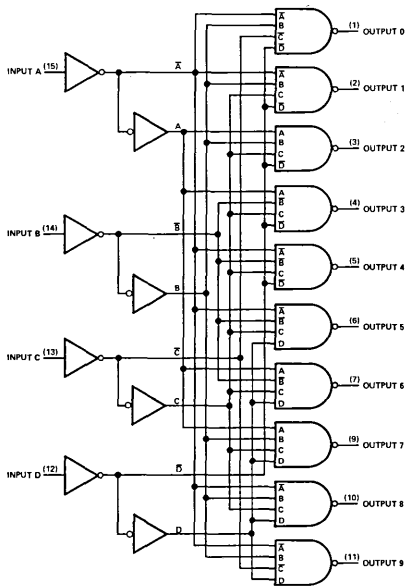 A̅
B
C̅
D̅
(1) OUTPUT 0
INPUT A (15)
A̅
A̅
B
C
D̅
(2) OUTPUT 1
A
A
B
C
D̅
(3) OUTPUT 2
A
B̅
C
D̅
(4) OUTPUT 3
INPUT B (14)
B̅
A̅
B̅
C
D̅
(5) OUTPUT 4
B
A̅
B̅
C
D
(6) OUTPUT 5
INPUT C (13)
C̅
A
B̅
C
D
(7) OUTPUT 6
C
A
B
C
D
(9) OUTPUT 7
INPUT D (12)
D̅
A̅
B
C
D
(10) OUTPUT 8
D
A̅
B
C̅
D
(11) OUTPUT 9